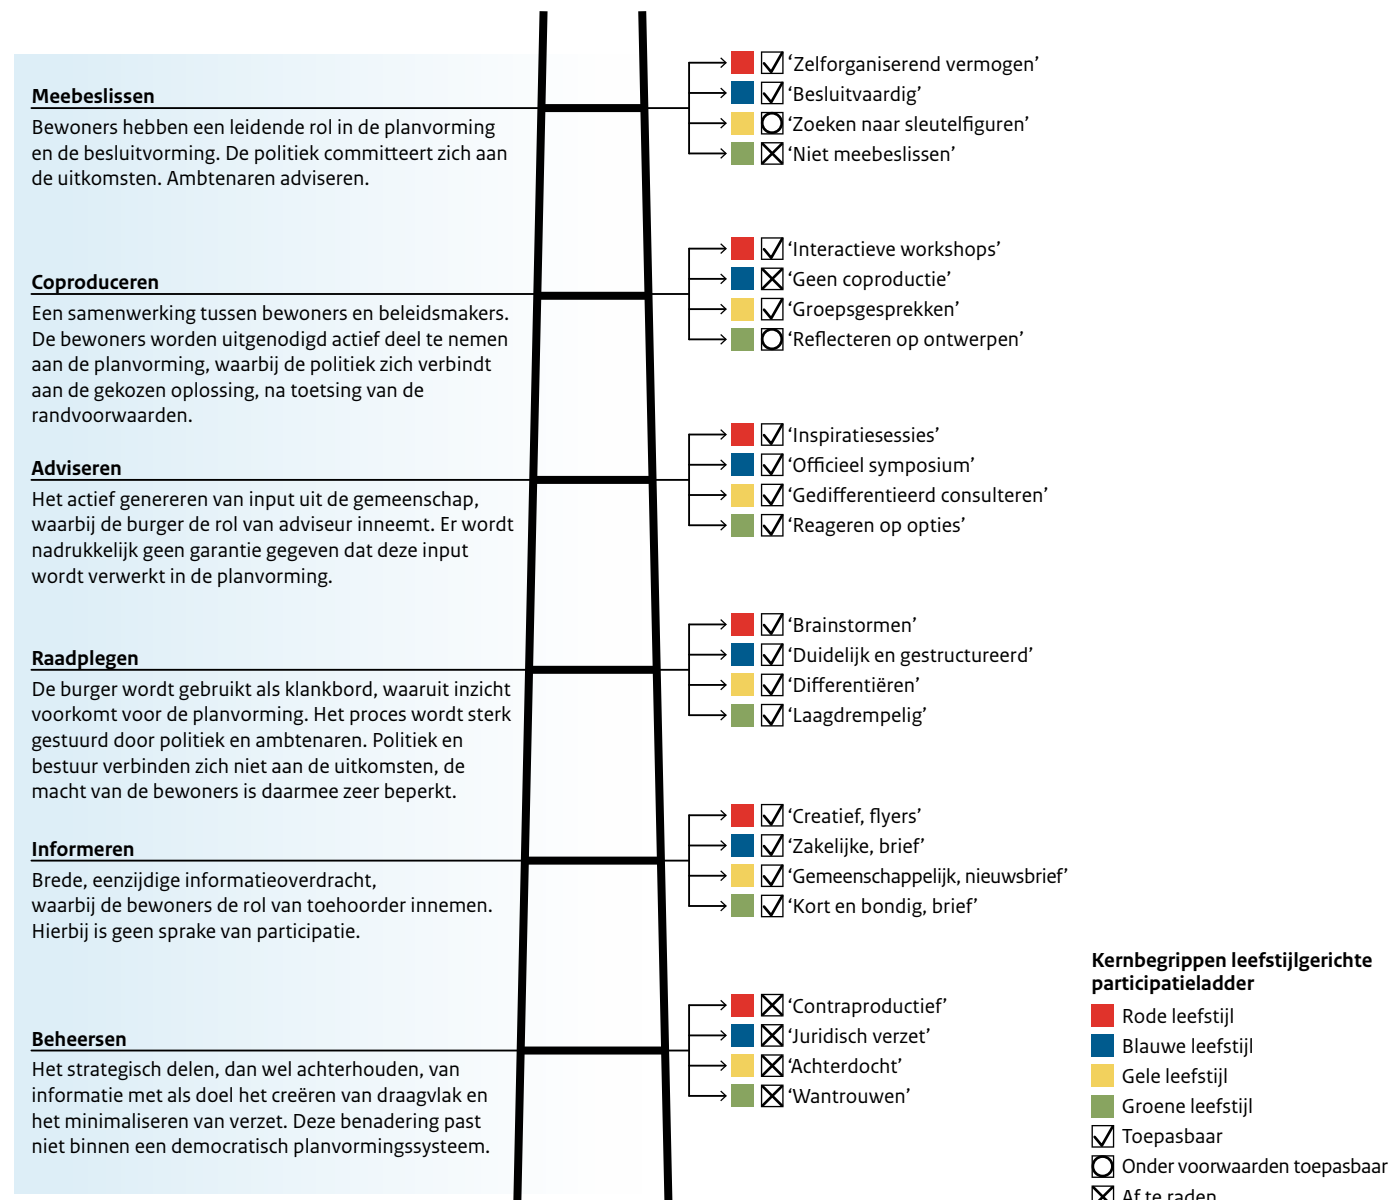 Meebeslissen
Bewoners hebben een leidende rol in de planvorming
en de besluitvorming. De politiek committeert zich aan
de uitkomsten. Ambtenaren adviseren.
‘Zelforganiserend vermogen’
‘Besluitvaardig’
‘Zoeken naar sleutelfiguren’
‘Niet meebeslissen’
Coproduceren
Een samenwerking tussen bewoners en beleidsmakers.
De bewoners worden uitgenodigd actief deel te nemen
aan de planvorming, waarbij de politiek zich verbindt
aan de gekozen oplossing, na toetsing van de
randvoorwaarden.
‘Interactieve workshops’
‘Geen coproductie’
‘Groepsgesprekken’
‘Reflecteren op ontwerpen’
Adviseren
Het actief genereren van input uit de gemeenschap,
waarbij de burger de rol van adviseur inneemt. Er wordt
nadrukkelijk geen garantie gegeven dat deze input
wordt verwerkt in de planvorming.
‘Inspiratiesessies’
‘Officieel symposium’
‘Gedifferentieerd consulteren’
‘Reageren op opties’
Raadplegen
De burger wordt gebruikt als klankbord, waaruit inzicht
voorkomt voor de planvorming. Het proces wordt sterk
gestuurd door politiek en ambtenaren. Politiek en
bestuur verbinden zich niet aan de uitkomsten, de
macht van de bewoners is daarmee zeer beperkt.
‘Brainstormen’
‘Duidelijk en gestructureerd’
‘Differentiëren’
‘Laagdrempelig’
Informeren
Brede, eenzijdige informatieoverdracht,
waarbij de bewoners de rol van toehoorder innemen.
Hierbij is geen sprake van participatie.
‘Creatief, flyers’
‘Zakelijke, brief’
‘Gemeenschappelijk, nieuwsbrief’
‘Kort en bondig, brief’
Beheersen
Het strategisch delen, dan wel achterhouden, van
informatie met als doel het creëren van draagvlak en
het minimaliseren van verzet. Deze benadering past
niet binnen een democratisch planvormingssysteem.
‘Contraproductief’
‘Juridisch verzet’
‘Achterdocht’
‘Wantrouwen’
Kernbegrippen leefstijlgerichte
participatieladder
Rode leefstijl
Blauwe leefstijl
Gele leefstijl
Groene leefstijl
Toepasbaar
Onder voorwaarden toepasbaar
Af te raden